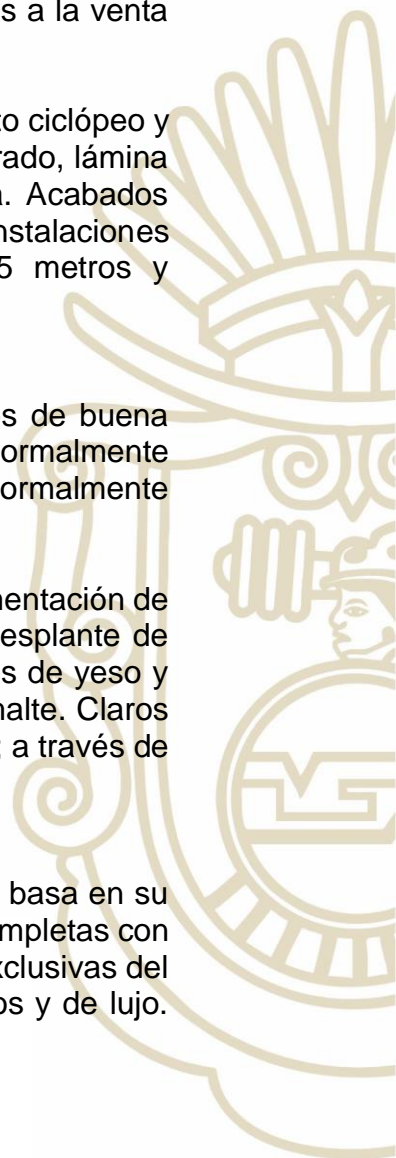 s a la venta
to ciclópeo y
rado, lámina
a. Acabados
nstalaciones
5 metros y
s de buena
ormalmente
ormalmente
nentación de
esplante de
s de yeso y
nalte. Claros
a través de
basa en su
mpletas con
xclusivas del
os y de lujo.